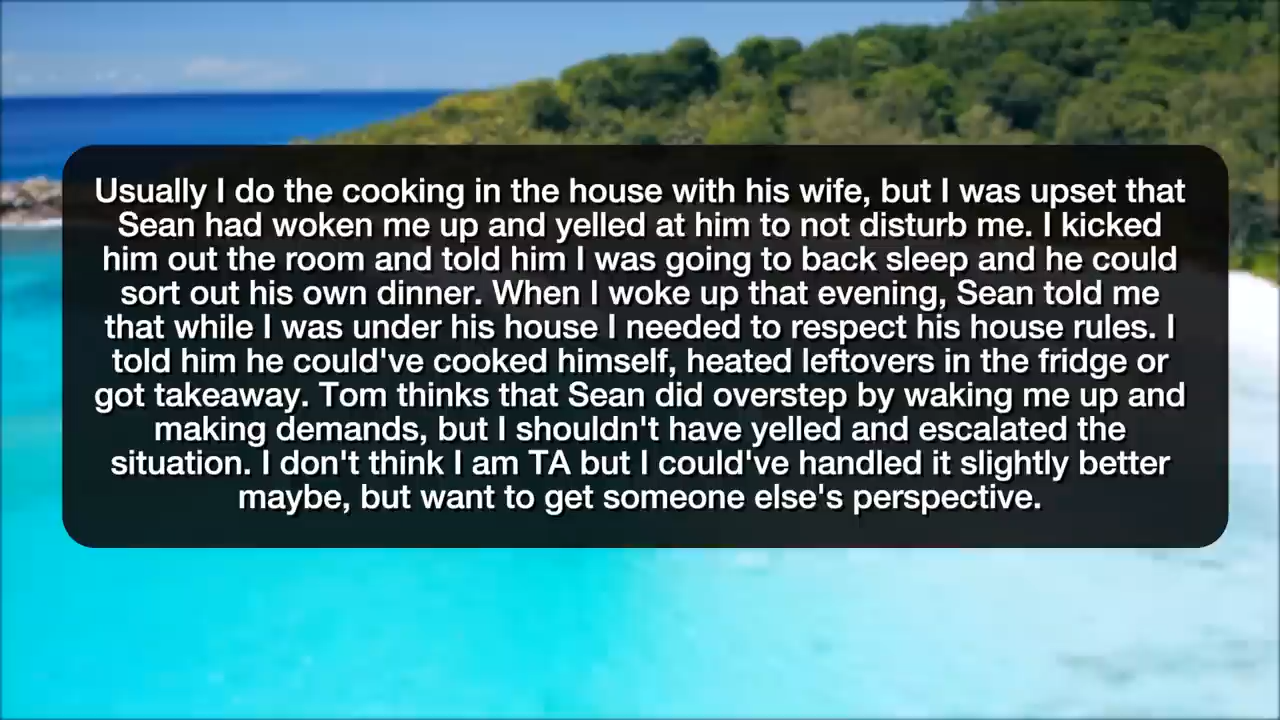 Usually I do the cooking in the house with his wife, but I was upset that
Sean had woken me up and yelled at him to not disturb me. I kicked
him out the room and told him I was going to back sleep and he could
sort out his own dinner. When I woke up that evening, Sean told me
that while I was under his house I needed to respect his house rules. I
told him he could've cooked himself, heated leftovers in the fridge or
got takeaway. Tom thinks that Sean did overstep by waking me up and
making demands, but I shouldn't have yelled and escalated the
situation. I don't think I am TA but I could've handled it slightly better
maybe, but want to get someone else's perspective.